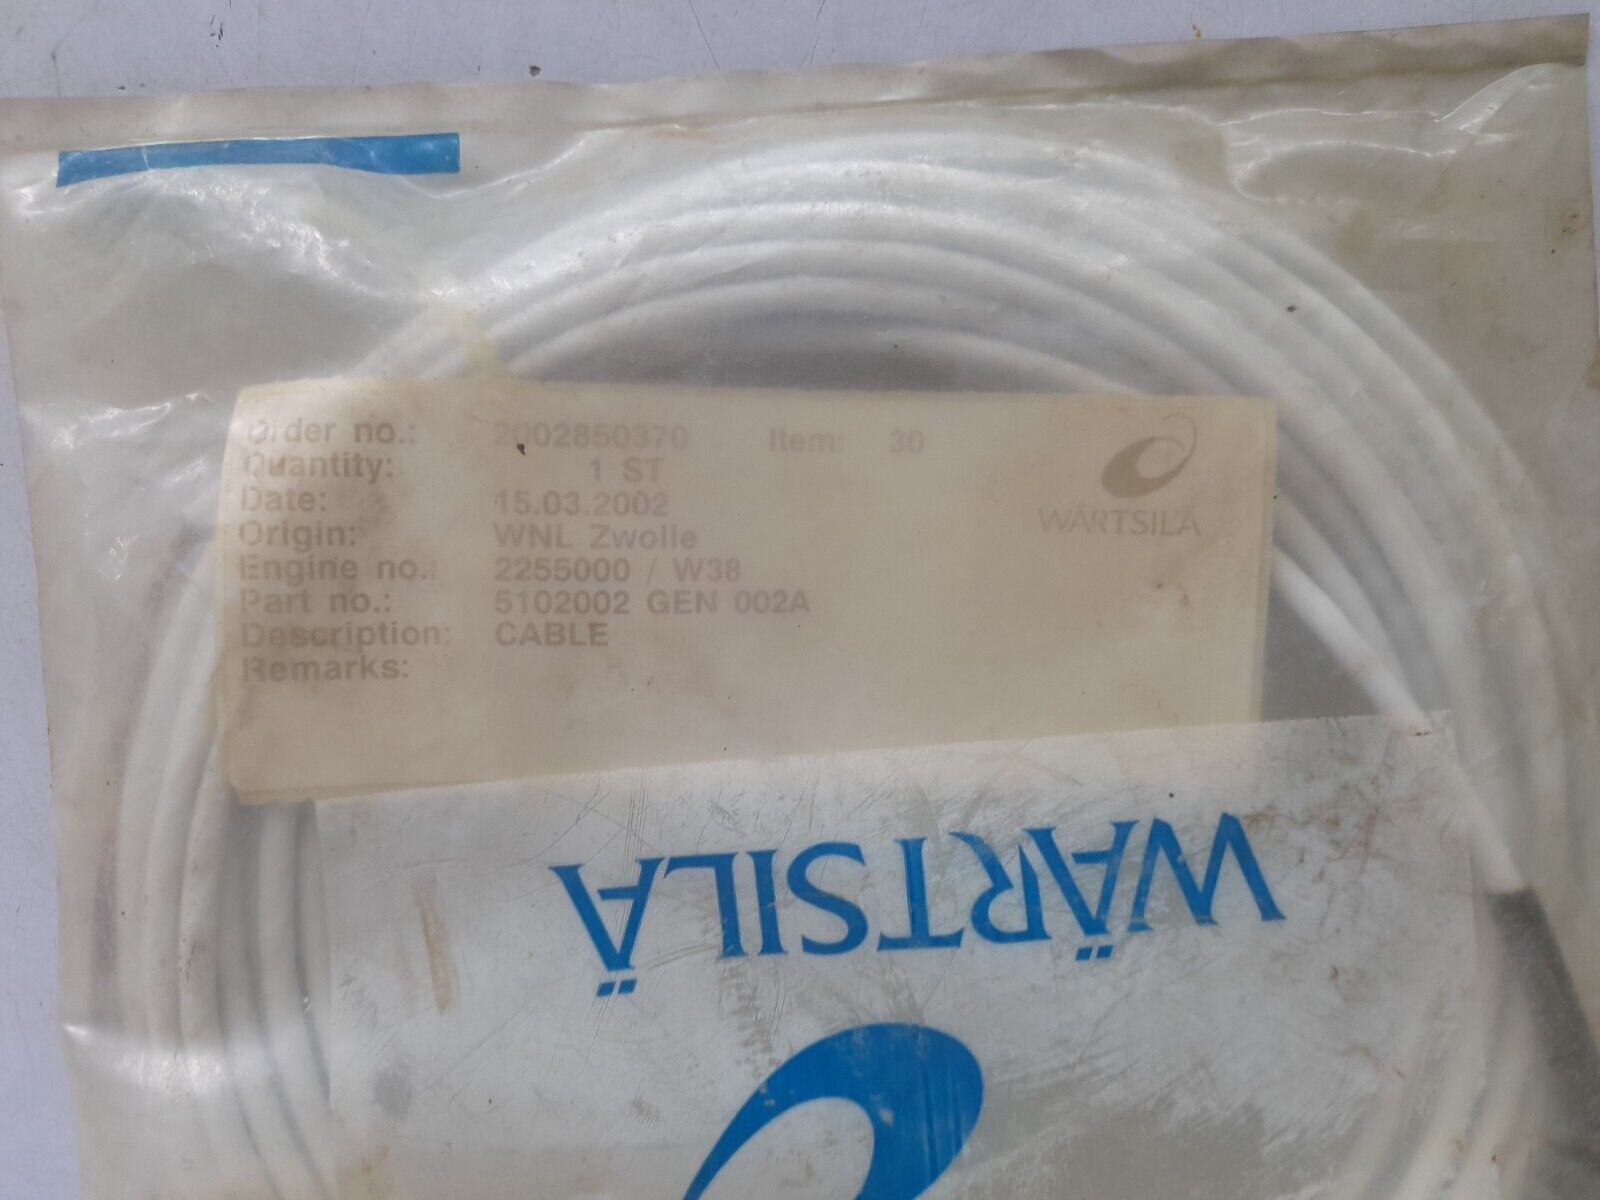 Order no.: 2002850370 Item: 30
Quantity: 1 ST
Date: 15.03.2002
Origin: WNL Zwolle
Engine no.: 2255000 / W38
Part no.: 5102002 GEN 002A
Description: CABLE
Remarks:
WÄRTSILÄ
WÄRTSILÄ